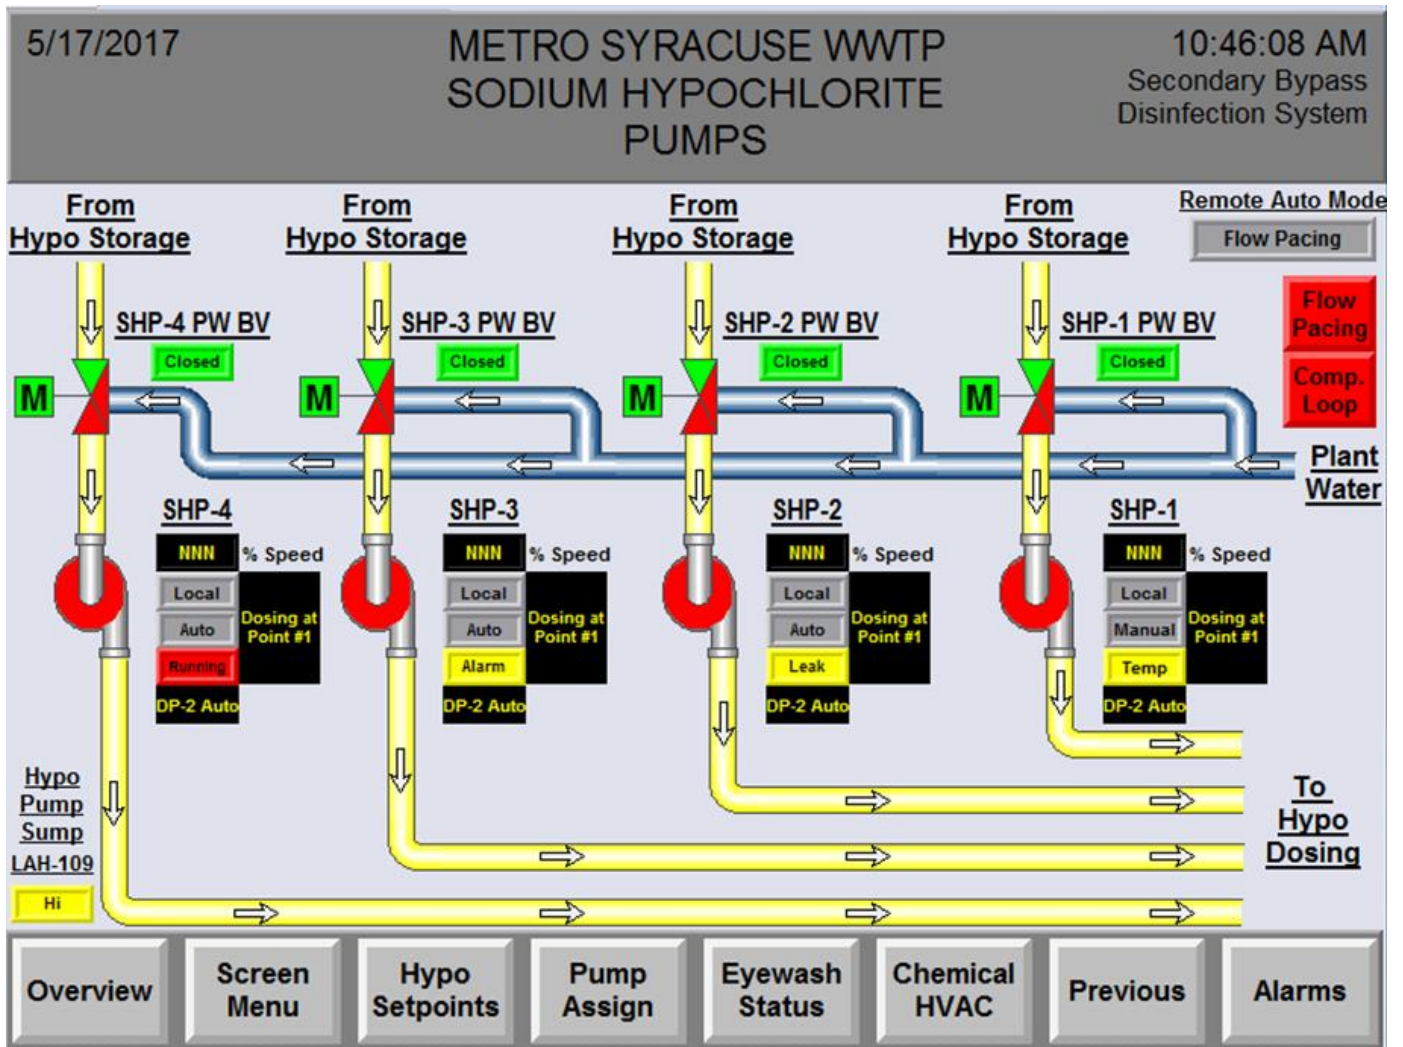 5/17/2017
METRO SYRACUSE WWTP
SODIUM HYPOCHLORITE
PUMPS
10:46:08 AM
Secondary Bypass
Disinfection System
From
Hypo Storage
From
Hypo Storage
From
Hypo Storage
From
Hypo Storage
Remote Auto Mode
Flow Pacing
Flow
Pacing
Comp.
Loop
SHP-4 PW BV
Closed
M
SHP-3 PW BV
Closed
M
SHP-2 PW BV
Closed
M
SHP-1 PW BV
Closed
M
Plant
Water
SHP-4
NNN % Speed
Local
Auto
Running
Dosing at
Point #1
DP-2 Auto
SHP-3
NNN % Speed
Local
Auto
Alarm
Dosing at
Point #1
DP-2 Auto
SHP-2
NNN % Speed
Local
Auto
Leak
Dosing at
Point #1
DP-2 Auto
SHP-1
NNN % Speed
Local
Manual
Temp
Dosing at
Point #1
DP-2 Auto
Hypo
Pump
Sump
LAH-109
Hi
To
Hypo
Dosing
Overview
Screen
Menu
Hypo
Setpoints
Pump
Assign
Eyewash
Status
Chemical
HVAC
Previous
Alarms